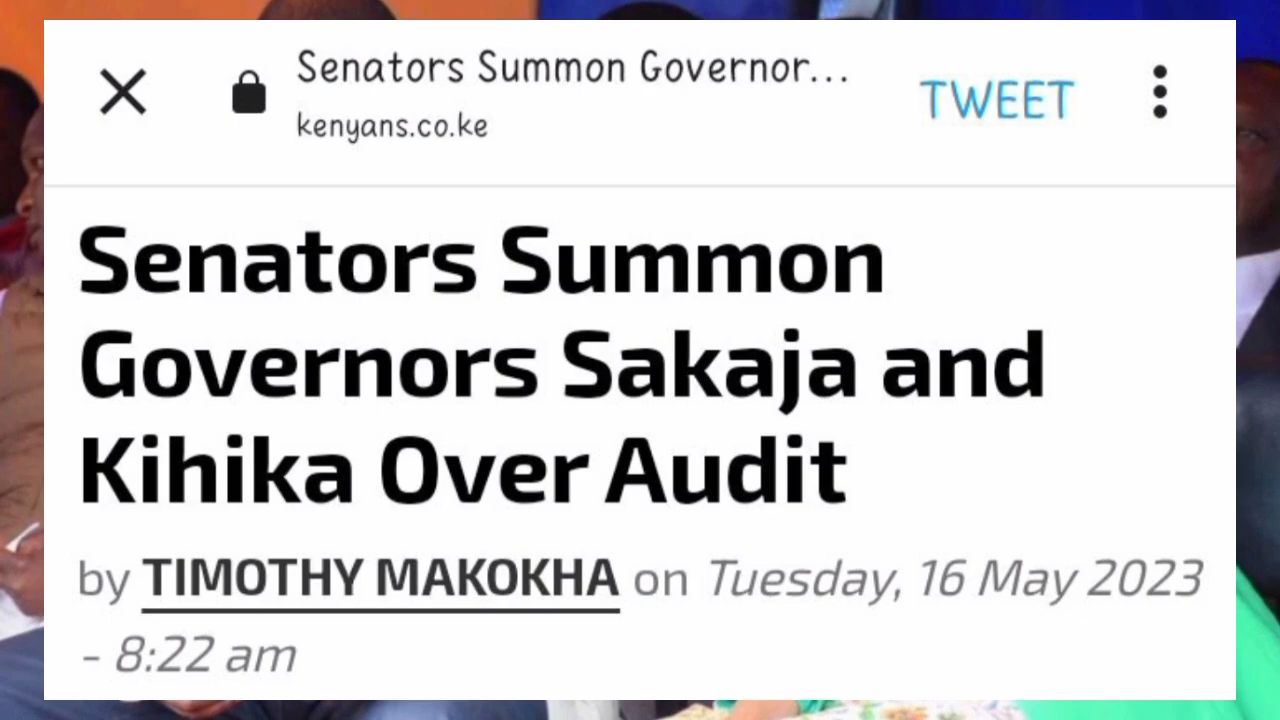 Senators Summon Governor...
TWEET
kenyans.co.ke
Senators Summon
Governors Sakaja and
Kihika Over Audit
by TIMOTHY MAKOKHA on Tuesday, 16 May 2023
- 8:22 am